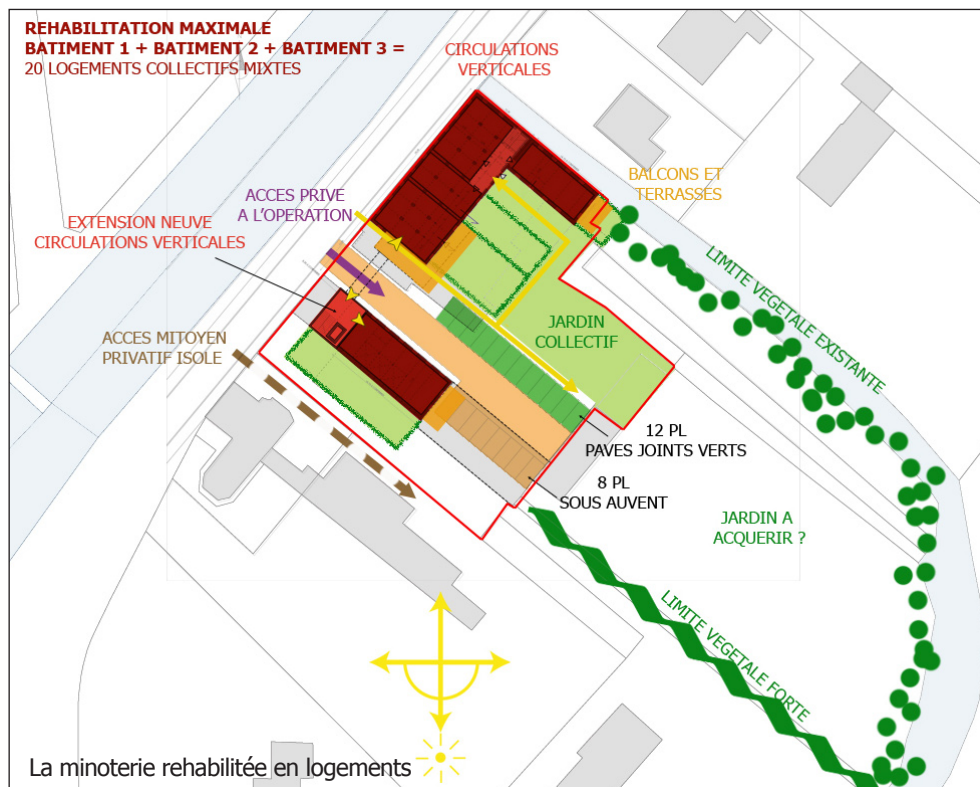 REHABILITATION MAXIMALE
BATIMENT 1 + BATIMENT 2 + BATIMENT 3 =
20 LOGEMENTS COLLECTIFS MIXTES
CIRCULATIONS
VERTICALES
BALCONS ET
TERRASSES
ACCES PRIVE
A L'OPERATION
EXTENSION NEUVE
CIRCULATIONS VERTICALES
LIMITE VEGETALE EXISTANTE
ACCES MITOYEN
PRIVATIF ISOLE
JARDIN
COLLECTIF
12 PL
PAVES JOINTS VERTS
8 PL
SOUS AUVENT
JARDIN A
ACQUERIR ?
LIMITE VEGETALE FORTE
La minoterie rehabilitée en logements